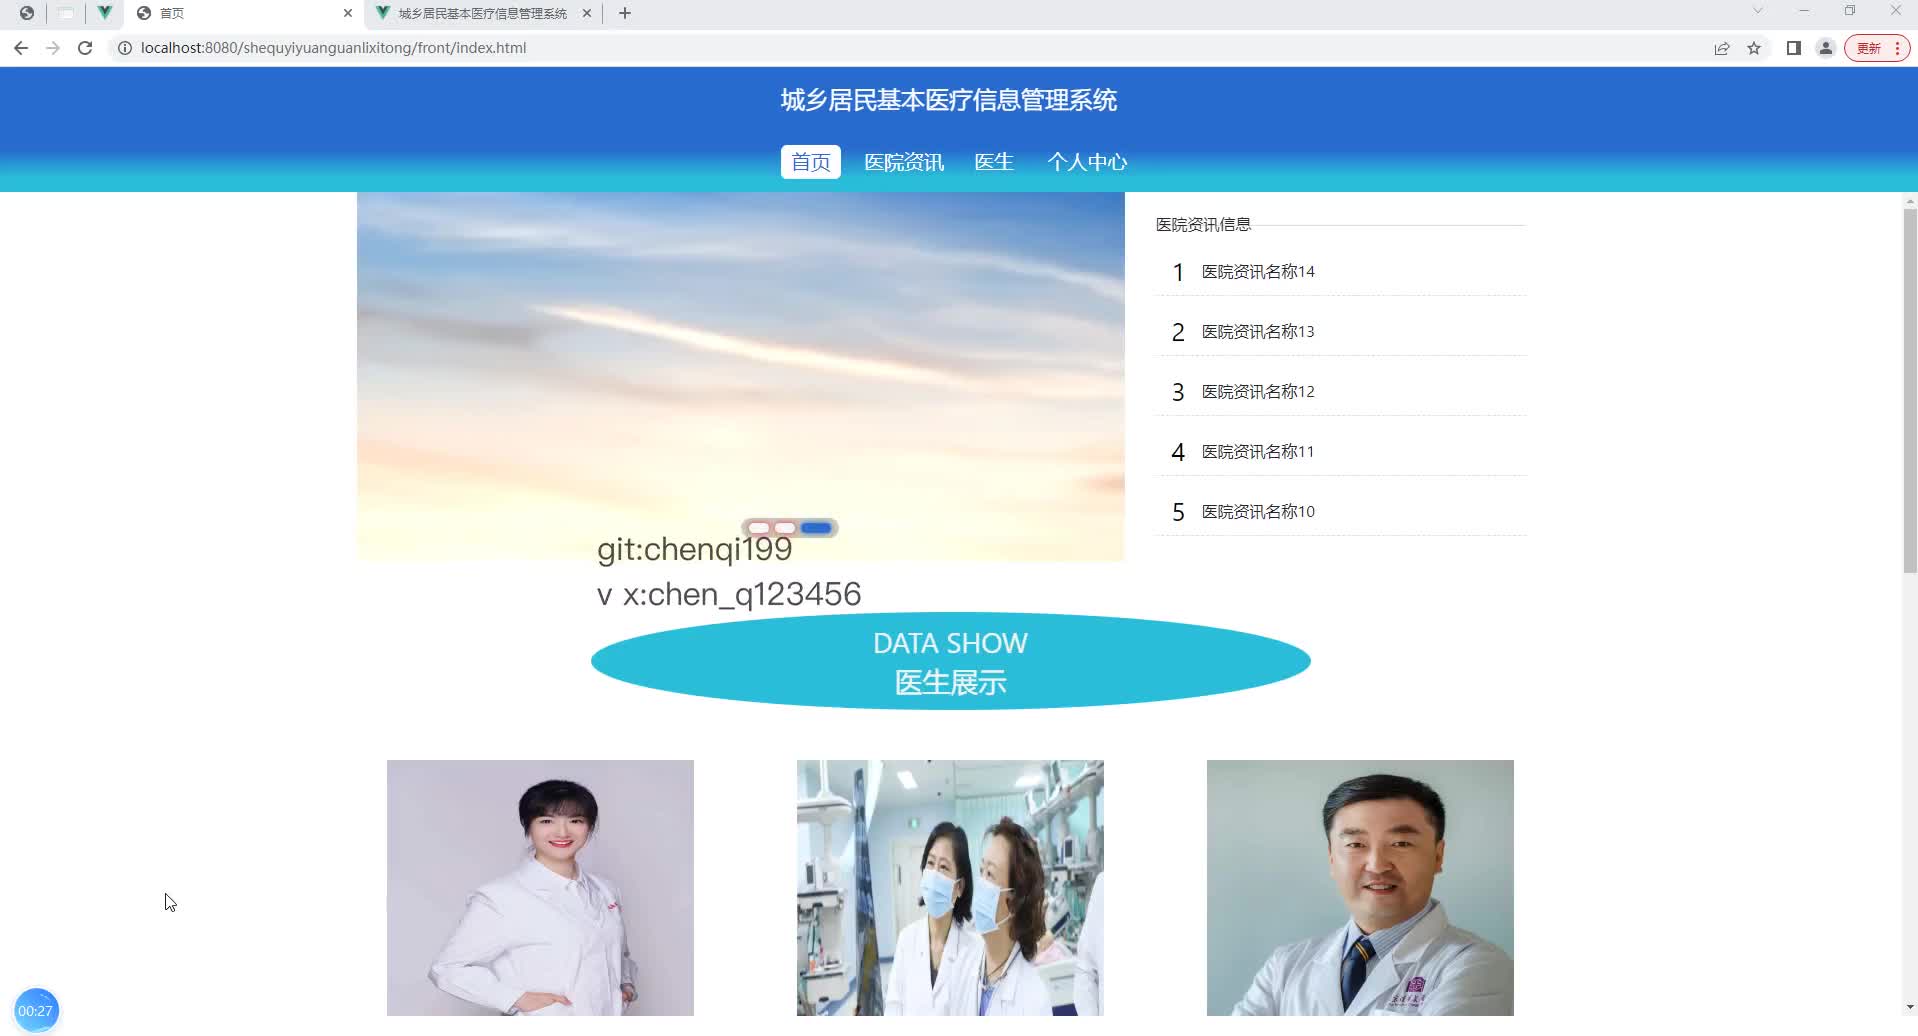 首页
城乡居民基本医疗信息管理系统
localhost:8080/shequyiyuanguanlixitong/front/index.html
更新
城乡居民基本医疗信息管理系统
首页 医院资讯 医生 个人中心
医院资讯信息
1 医院资讯名称14
2 医院资讯名称13
3 医院资讯名称12
4 医院资讯名称11
5 医院资讯名称10
git:chenqi199
v x:chen_q123456
DATA SHOW
医生展示
00:27